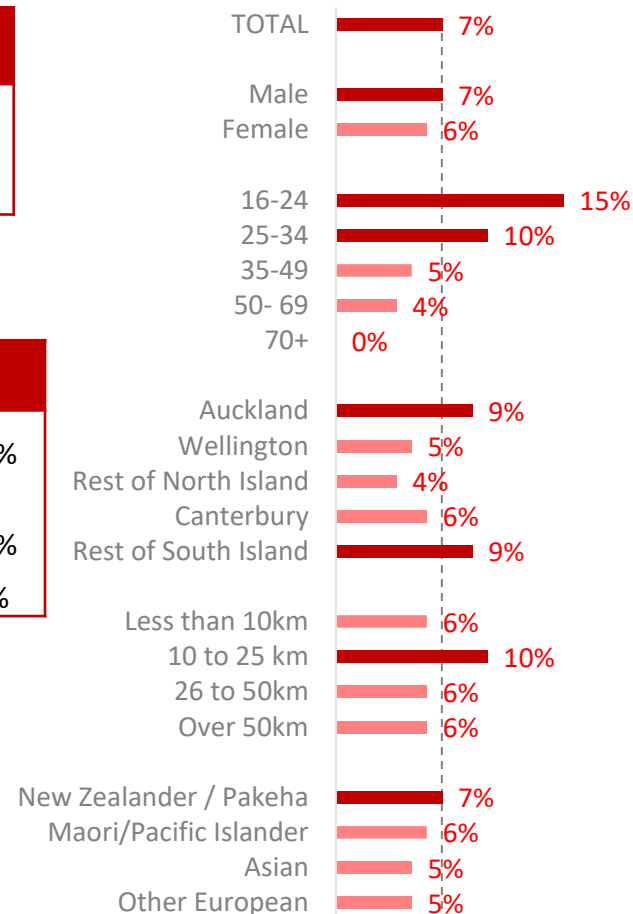 TOTAL 7%
Male 7%
Female 6%
16-24 15%
25-34 10%
35-49 5%
50- 69 4%
70+ 0%
Auckland 9%
Wellington 5%
Rest of North Island 4%
Canterbury 6%
Rest of South Island 9%
Less than 10km 6%
10 to 25 km 10%
26 to 50km 6%
Over 50km 6%
New Zealander / Pakeha 7%
Maori/Pacific Islander 6%
Asian 5%
Other European 5%
%
%
%